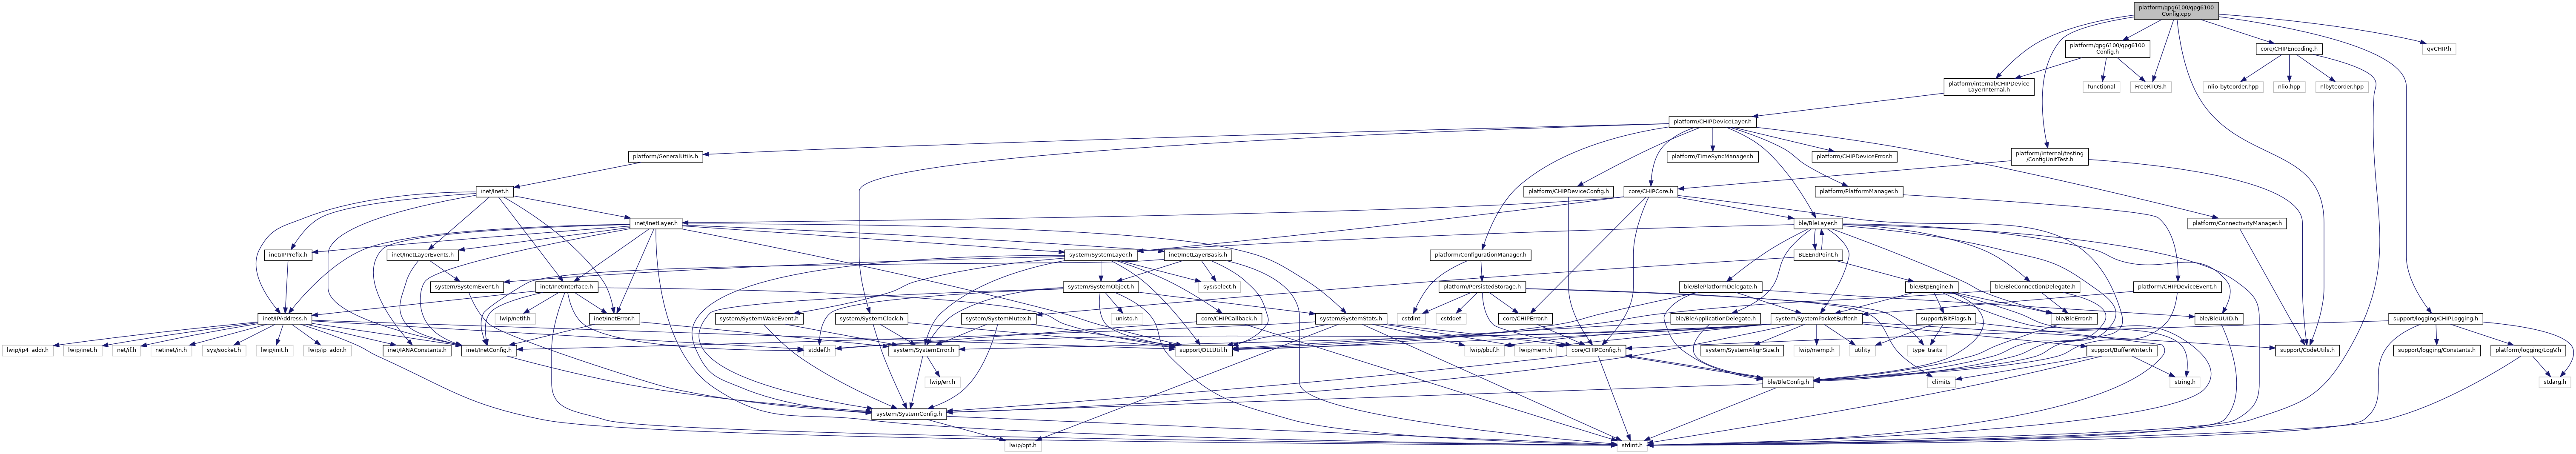 platform/qpg6100/qpg6100
Config.cpp
platform/qpg6100/qpg6100
Config.h
core/CHIPEncoding.h
qvCHIP.h
platform/internal/CHIPDevice
LayerInternal.h
functional
FreeRTOS.h
nlio-byteorder.hpp
nlio.hpp
nlbyteorder.hpp
platform/CHIPDeviceLayer.h
platform/GeneralUtils.h
platform/TimeSyncManager.h
platform/CHIPDeviceError.h
platform/internal/testing
/ConfigUnitTest.h
inet/Inet.h
platform/CHIPDeviceConfig.h
core/CHIPCore.h
platform/PlatformManager.h
inet/InetLayer.h
ble/BleLayer.h
platform/ConnectivityManager.h
inet/IPPrefix.h
inet/InetLayerEvents.h
system/SystemLayer.h
inet/InetLayerBasis.h
platform/ConfigurationManager.h
BLEEndPoint.h
system/SystemEvent.h
inet/InetInterface.h
system/SystemObject.h
sys/select.h
platform/PersistedStorage.h
ble/BlePlatformDelegate.h
ble/BtpEngine.h
ble/BleConnectionDelegate.h
platform/CHIPDeviceEvent.h
inet/IPAddress.h
lwip/netif.h
inet/InetError.h
system/SystemWakeEvent.h
system/SystemClock.h
system/SystemMutex.h
unistd.h
core/CHIPCallback.h
system/SystemStats.h
cstdint
cstddef
core/CHIPError.h
ble/BleApplicationDelegate.h
system/SystemPacketBuffer.h
support/BitFlags.h
ble/BleError.h
ble/BleUUID.h
support/logging/CHIPLogging.h
lwip/ip4_addr.h
lwip/inet.h
net/if.h
netinet/in.h
sys/socket.h
lwip/init.h
lwip/ip_addr.h
inet/IANAConstants.h
inet/InetConfig.h
stddef.h
system/SystemError.h
support/DLLUtil.h
lwip/pbuf.h
lwip/mem.h
core/CHIPConfig.h
system/SystemAlignSize.h
lwip/memp.h
utility
type_traits
support/BufferWriter.h
support/CodeUtils.h
support/logging/Constants.h
platform/logging/LogV.h
lwip/err.h
ble/BleConfig.h
climits
string.h
stdarg.h
system/SystemConfig.h
lwip/opt.h
stdint.h